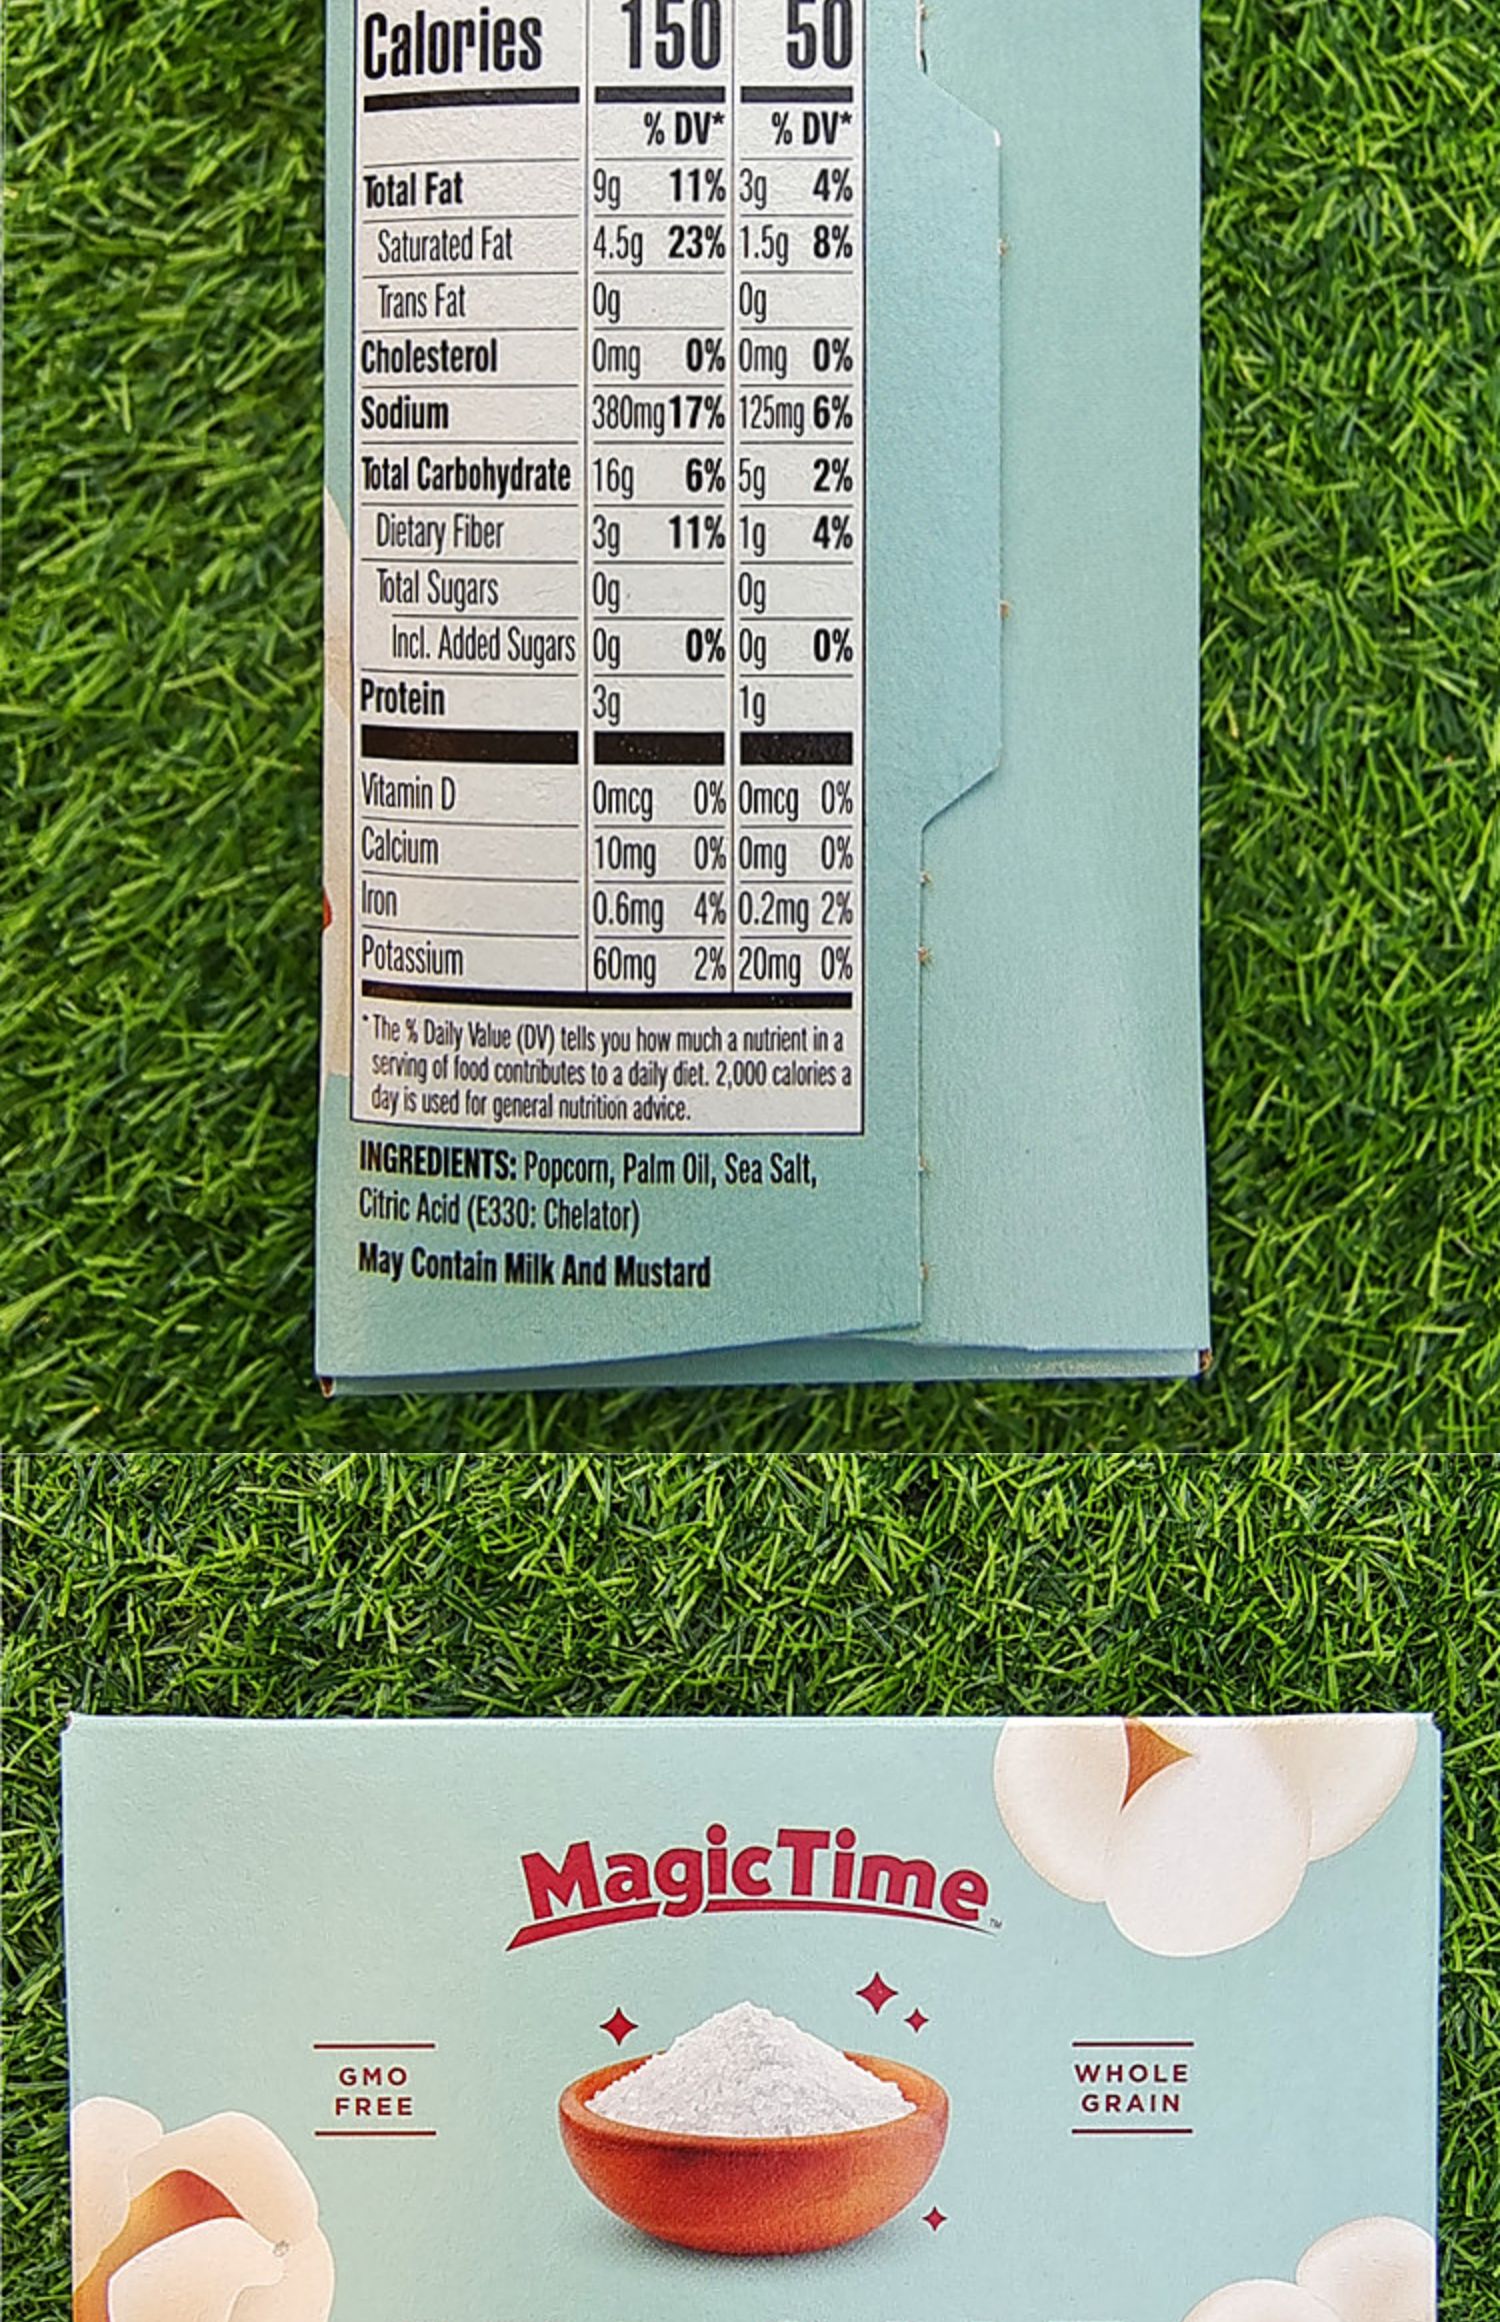 Calories 150 50
% DV* % DV*
Total Fat 9g 11% 3g 4%
Saturated Fat 4.5g 23% 1.5g 8%
Trans Fat 0g 0g
Cholesterol 0mg 0% 0mg 0%
Sodium 380mg 17% 125mg 6%
Total Carbohydrate 16g 6% 5g 2%
Dietary Fiber 3g 11% 1g 4%
Total Sugars 0g 0g
Incl. Added Sugars 0g 0% 0g 0%
Protein 3g 1g
Vitamin D 0mcg 0% 0mcg 0%
Calcium 10mg 0% 0mg 0%
Iron 0.6mg 4% 0.2mg 2%
Potassium 60mg 2% 20mg 0%
*The % Daily Value (DV) tells you how much a nutrient in a
serving of food contributes to a daily diet. 2,000 calories a
day is used for general nutrition advice.
INGREDIENTS: Popcorn, Palm Oil, Sea Salt,
Citric Acid (E330: Chelator)
May Contain Milk And Mustard
MagicTime™
GMO
FREE
WHOLE
GRAIN